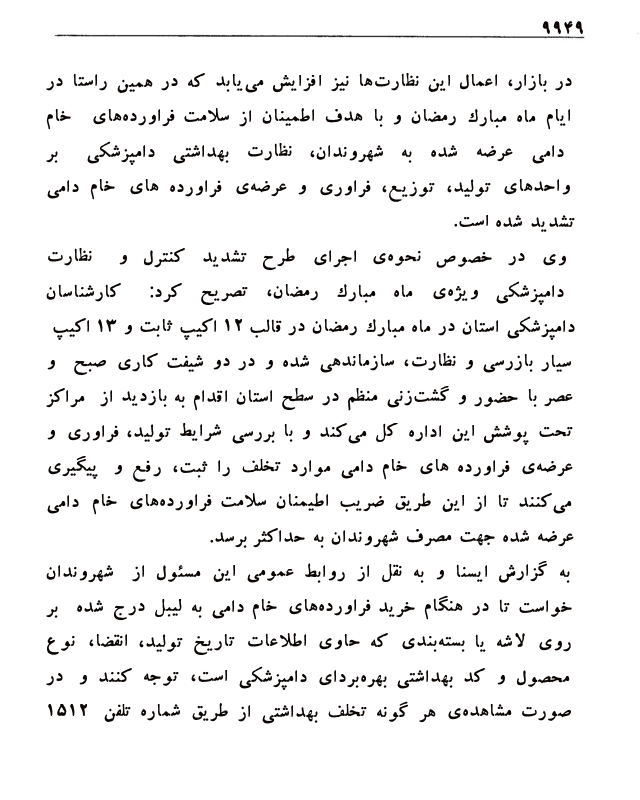 ۹۹۴۹
در بازار، اعمال این نظارت‌ها نیز افزایش می‌یابد که در همین راستا در
ایام ماه مبارك رمضان و با هدف اطمینان از سلامت فراورده‌های خام
دامی عرضه شده به شهروندان، نظارت بهداشتی دامپزشکی بر
واحدهای تولید، توزیع، فراوری و عرضه‌ی فراورده های خام دامی
تشدید شده است.
وی در خصوص نحوه‌ی اجرای طرح تشدید کنترل و نظارت
دامپزشکی ویژه‌ی ماه مبارك رمضان، تصریح کرد: کارشناسان
دامپزشکی استان در ماه مبارك رمضان در قالب ۱۲ اکیپ ثابت و ۱۳ اکیپ
سیار بازرسی و نظارت، سازماندهی شده و در دو شیفت کاری صبح و
عصر با حضور و گشت‌زنی منظم در سطح استان اقدام به بازدید از مراکز
تحت پوشش این اداره کل می‌کند و با بررسی شرایط تولید، فراوری و
عرضه‌ی فراورده های خام دامی موارد تخلف را ثبت، رفع و پیگیری
می‌کنند تا از این طریق ضریب اطیمنان سلامت فراورده‌های خام دامی
عرضه شده جهت مصرف شهروندان به حداکثر برسد.
به گزارش ایسنا و به نقل از روابط عمومی این مسئول از شهروندان
خواست تا در هنگام خرید فراورده‌های خام دامی به لیبل درج شده بر
روی لاشه یا بسته‌بندی که حاوی اطلاعات تاریخ تولید، انقضا، نوع
محصول و کد بهداشتی بهره‌بردای دامپزشکی است، توجه کنند و در
صورت مشاهده‌ی هر گونه تخلف بهداشتی از طریق شماره تلفن ۱۵۱۲